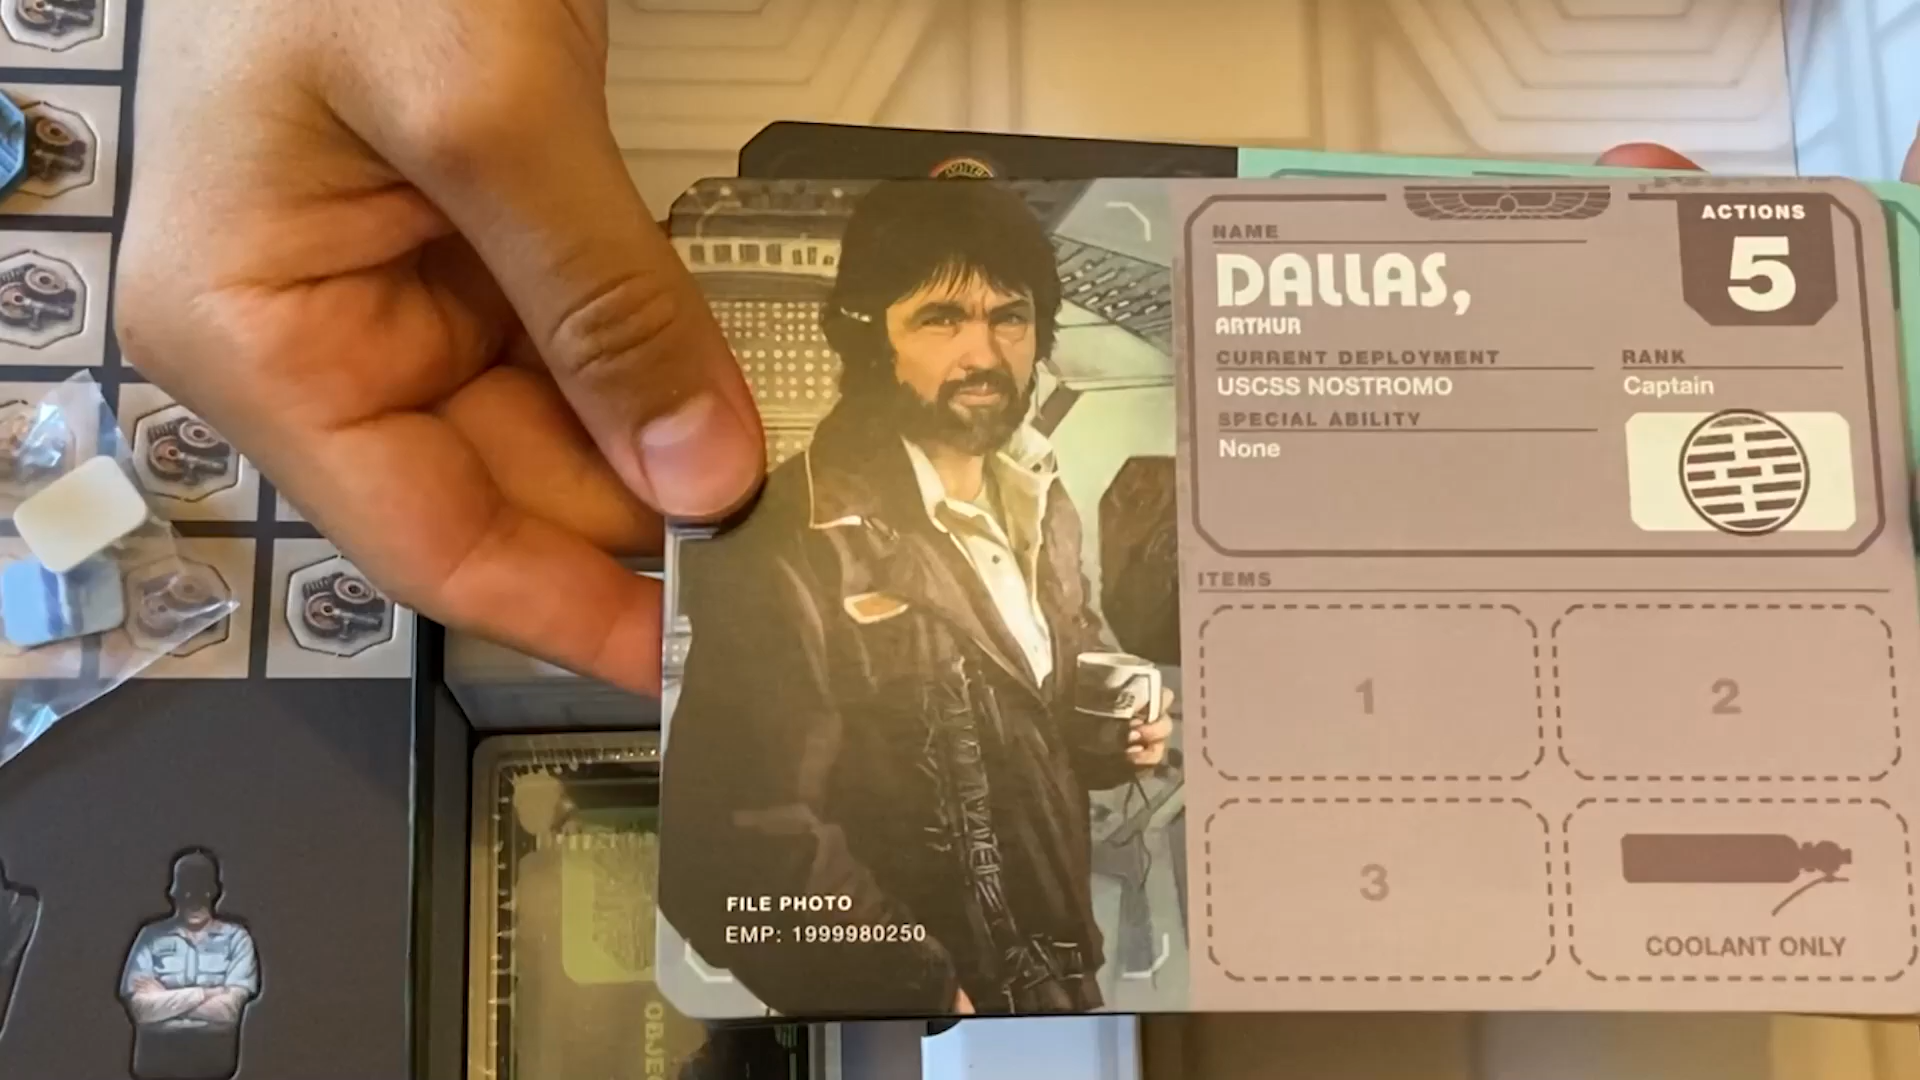 NAME
DALLAS,
ARTHUR
ACTIONS
5
CURRENT DEPLOYMENT
USCSS NOSTROMO
RANK
Captain
SPECIAL ABILITY
None
ITEMS
1
2
3
COOLANT ONLY
FILE PHOTO
EMP: 1999980250
OBJE